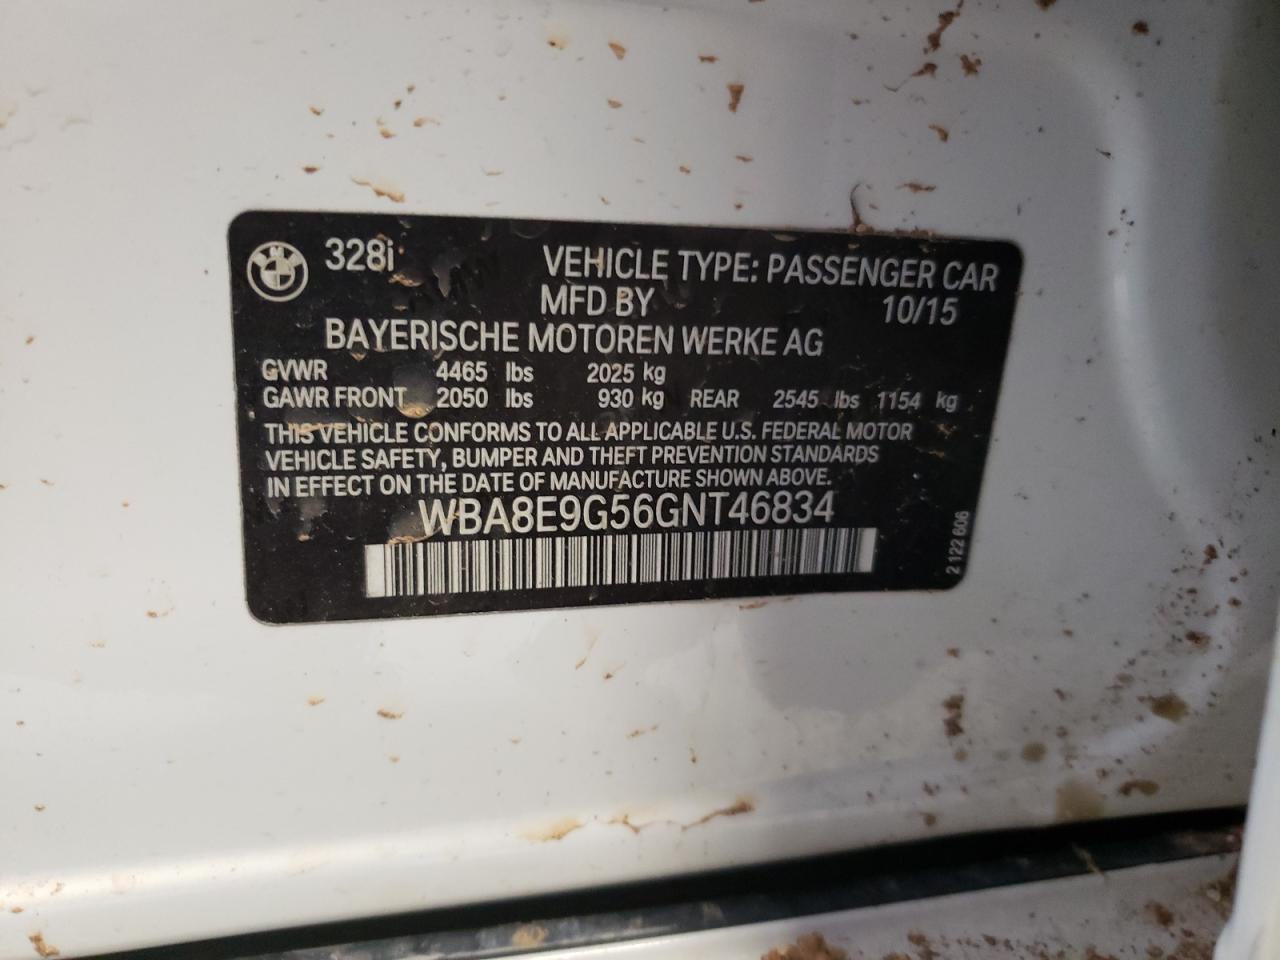 328i
VEHICLE TYPE: PASSENGER CAR
MFD BY 10/15
BAYERISCHE MOTOREN WERKE AG
GVWR 4465 lbs 2025 kg
GAWR FRONT 2050 lbs 930 kg REAR 2545 lbs 1154 kg
THIS VEHICLE CONFORMS TO ALL APPLICABLE U.S. FEDERAL MOTOR
VEHICLE SAFETY, BUMPER AND THEFT PREVENTION STANDARDS
IN EFFECT ON THE DATE OF MANUFACTURE SHOWN ABOVE.
WBA8E9G56GNT46834
2 122 606